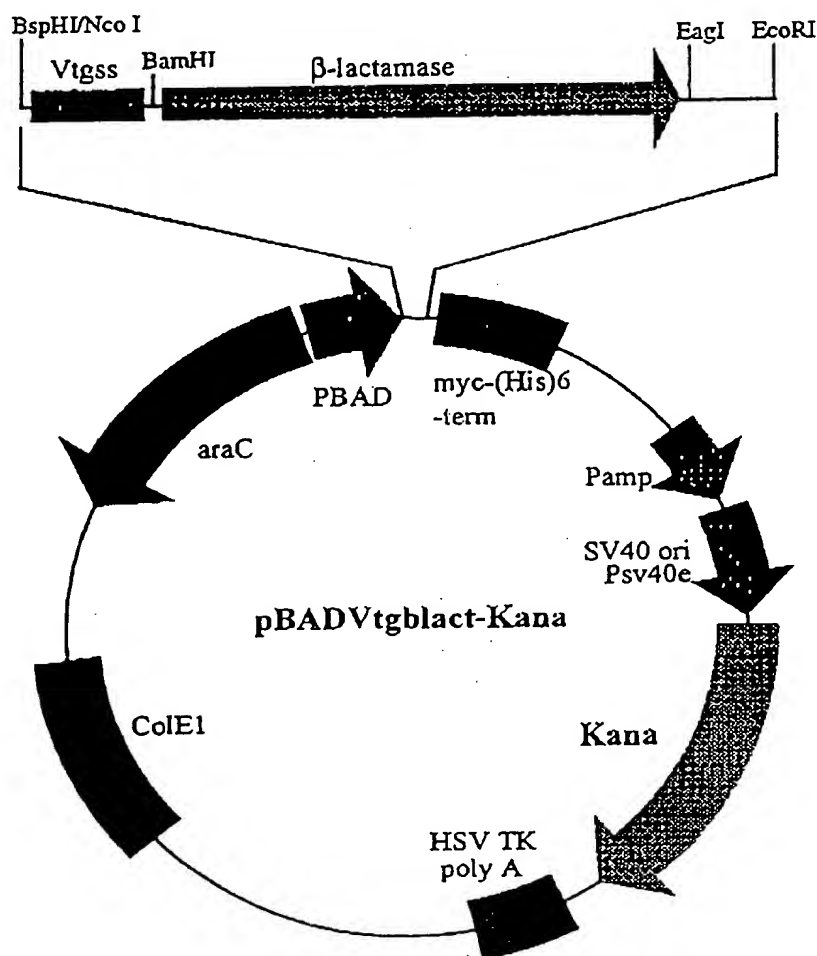 BspHI/Nco I
EagI
EcoRI
Vtgss
BamHI
β-lactamase
PBAD
myc-(His)6
-term
araC
Pamp
SV40 ori
Psv40e
pBADVtgblact-Kana
ColE1
Kana
HSV TK
poly A